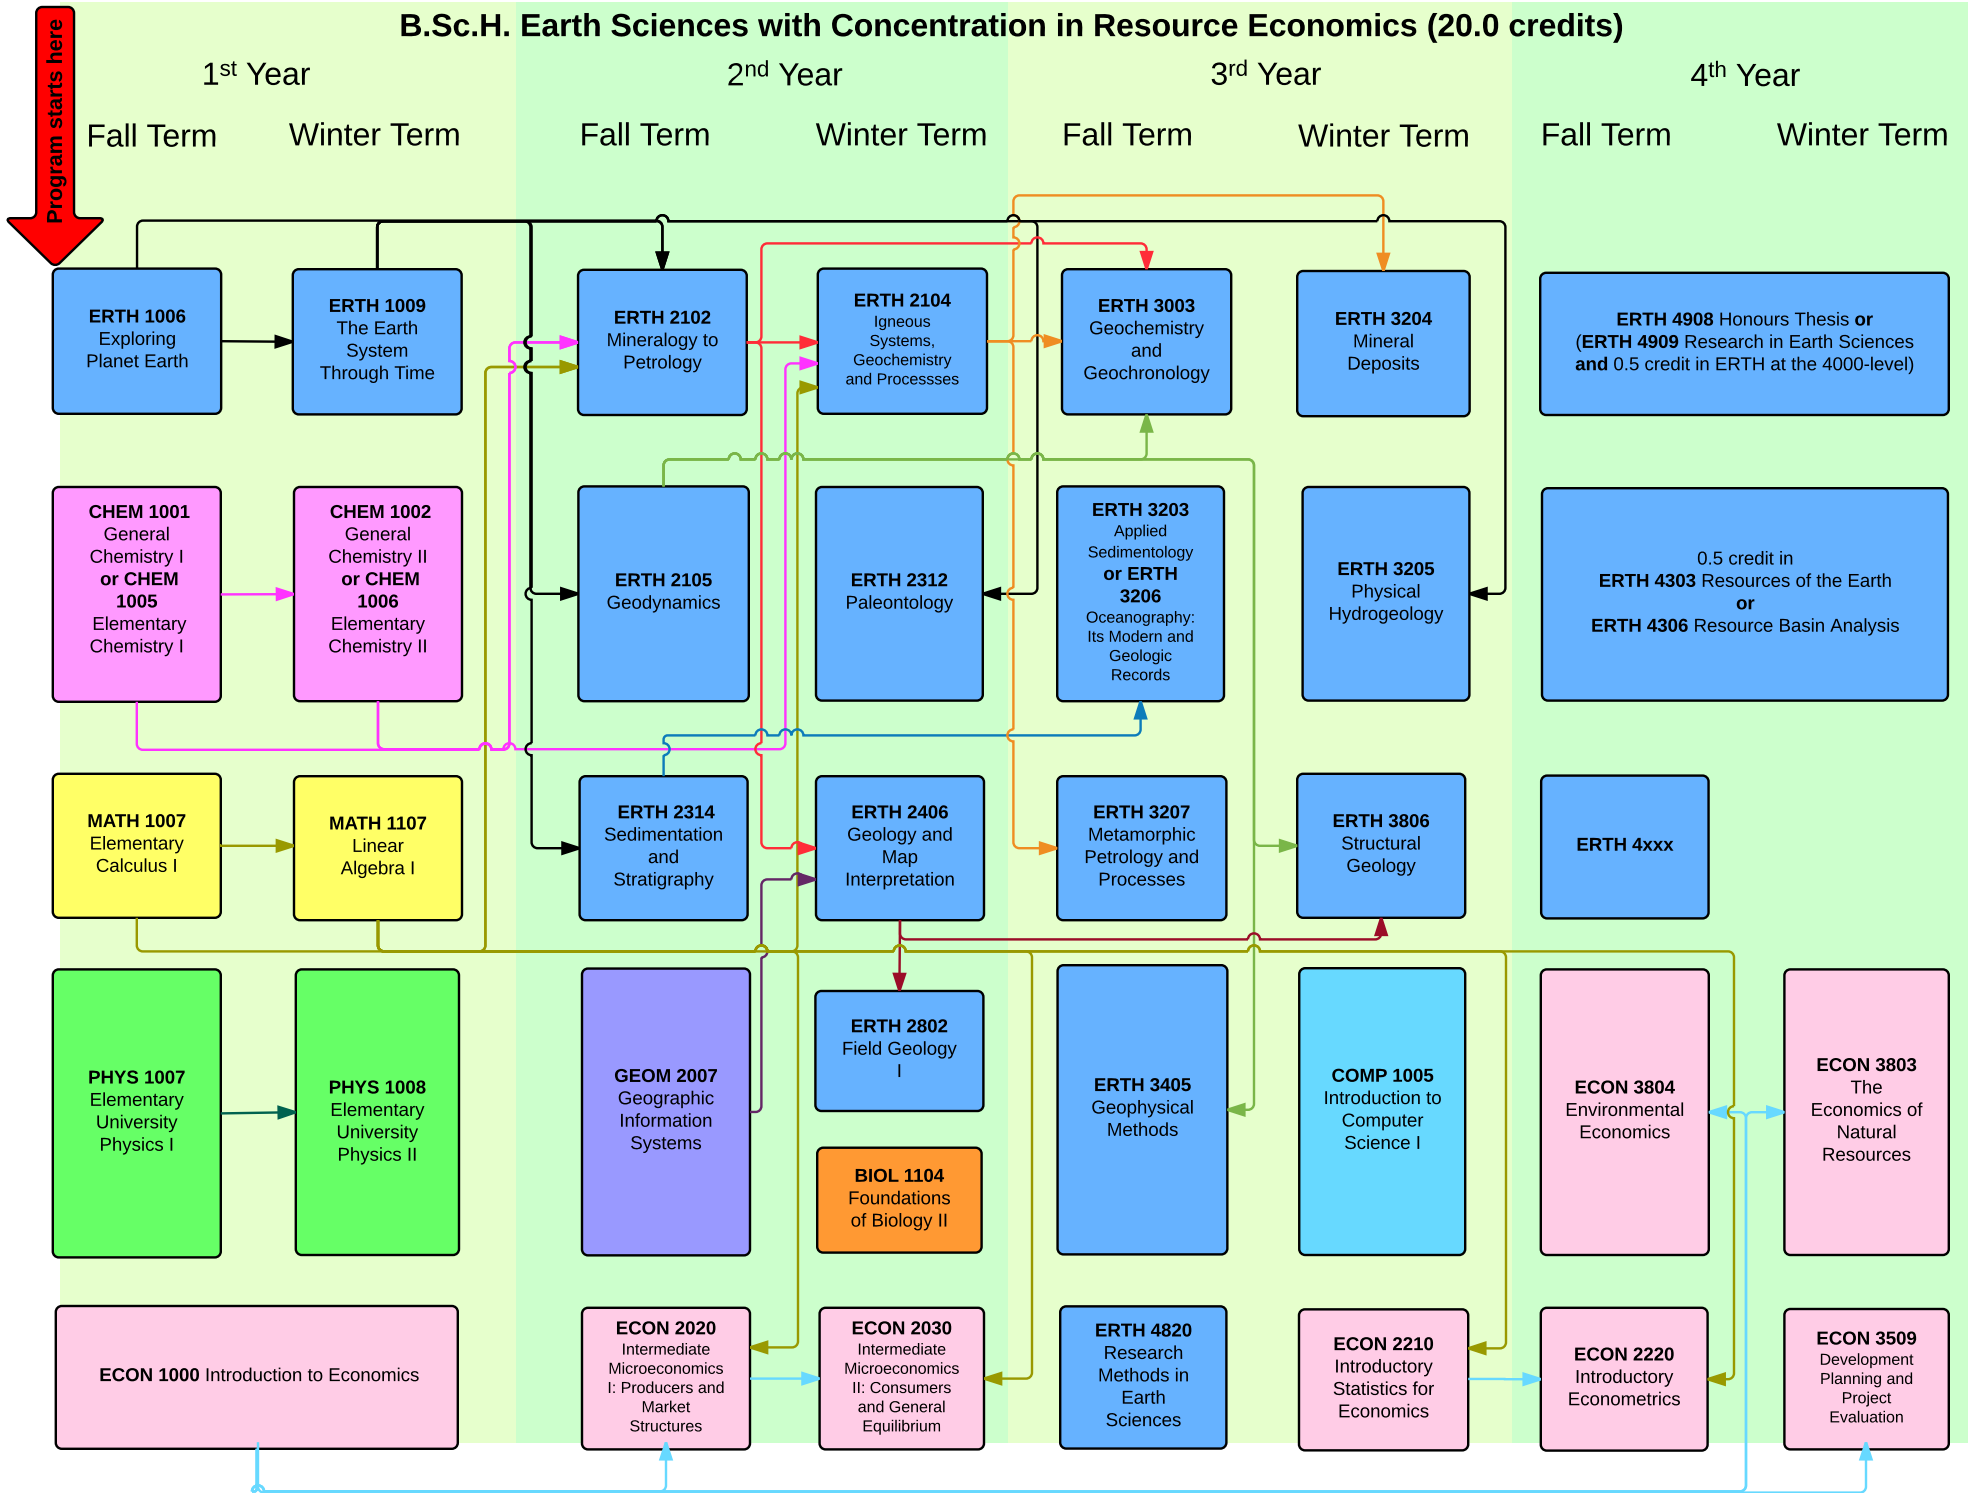 B.Sc.H. Earth Sciences with Concentration in Resource Economics (20.0 credits)
Program starts here
1st Year
2nd Year
3rd Year
4th Year
Fall Term
Winter Term
Fall Term
Winter Term
Fall Term
Winter Term
Fall Term
Winter Term
ERTH 1006
Exploring
Planet Earth
ERTH 1009
The Earth
System
Through Time
ERTH 2102
Mineralogy to
Petrology
ERTH 2104
Igneous
Systems,
Geochemistry
and Processses
ERTH 3003
Geochemistry
and
Geochronology
ERTH 3204
Mineral
Deposits
ERTH 4908 Honours Thesis or
(ERTH 4909 Research in Earth Sciences
and 0.5 credit in ERTH at the 4000-level)
CHEM 1001
General
Chemistry I
or CHEM
1005
Elementary
Chemistry I
CHEM 1002
General
Chemistry II
or CHEM
1006
Elementary
Chemistry II
ERTH 2105
Geodynamics
ERTH 2312
Paleontology
ERTH 3203
Applied
Sedimentology
or ERTH
3206
Oceanography:
Its Modern and
Geologic
Records
ERTH 3205
Physical
Hydrogeology
0.5 credit in
ERTH 4303 Resources of the Earth
or
ERTH 4306 Resource Basin Analysis
MATH 1007
Elementary
Calculus I
MATH 1107
Linear
Algebra I
ERTH 2314
Sedimentation
and
Stratigraphy
ERTH 2406
Geology and
Map
Interpretation
ERTH 3207
Metamorphic
Petrology and
Processes
ERTH 3806
Structural
Geology
ERTH 4xxx
PHYS 1007
Elementary
University
Physics I
PHYS 1008
Elementary
University
Physics II
GEOM 2007
Geographic
Information
Systems
ERTH 2802
Field Geology
I
BIOL 1104
Foundations
of Biology II
ERTH 3405
Geophysical
Methods
COMP 1005
Introduction to
Computer
Science I
ECON 3804
Environmental
Economics
ECON 3803
The
Economics of
Natural
Resources
ECON 1000 Introduction to Economics
ECON 2020
Intermediate
Microeconomics
I: Producers and
Market
Structures
ECON 2030
Intermediate
Microeconomics
II: Consumers
and General
Equilibrium
ERTH 4820
Research
Methods in
Earth
Sciences
ECON 2210
Introductory
Statistics for
Economics
ECON 2220
Introductory
Econometrics
ECON 3509
Development
Planning and
Project
Evaluation